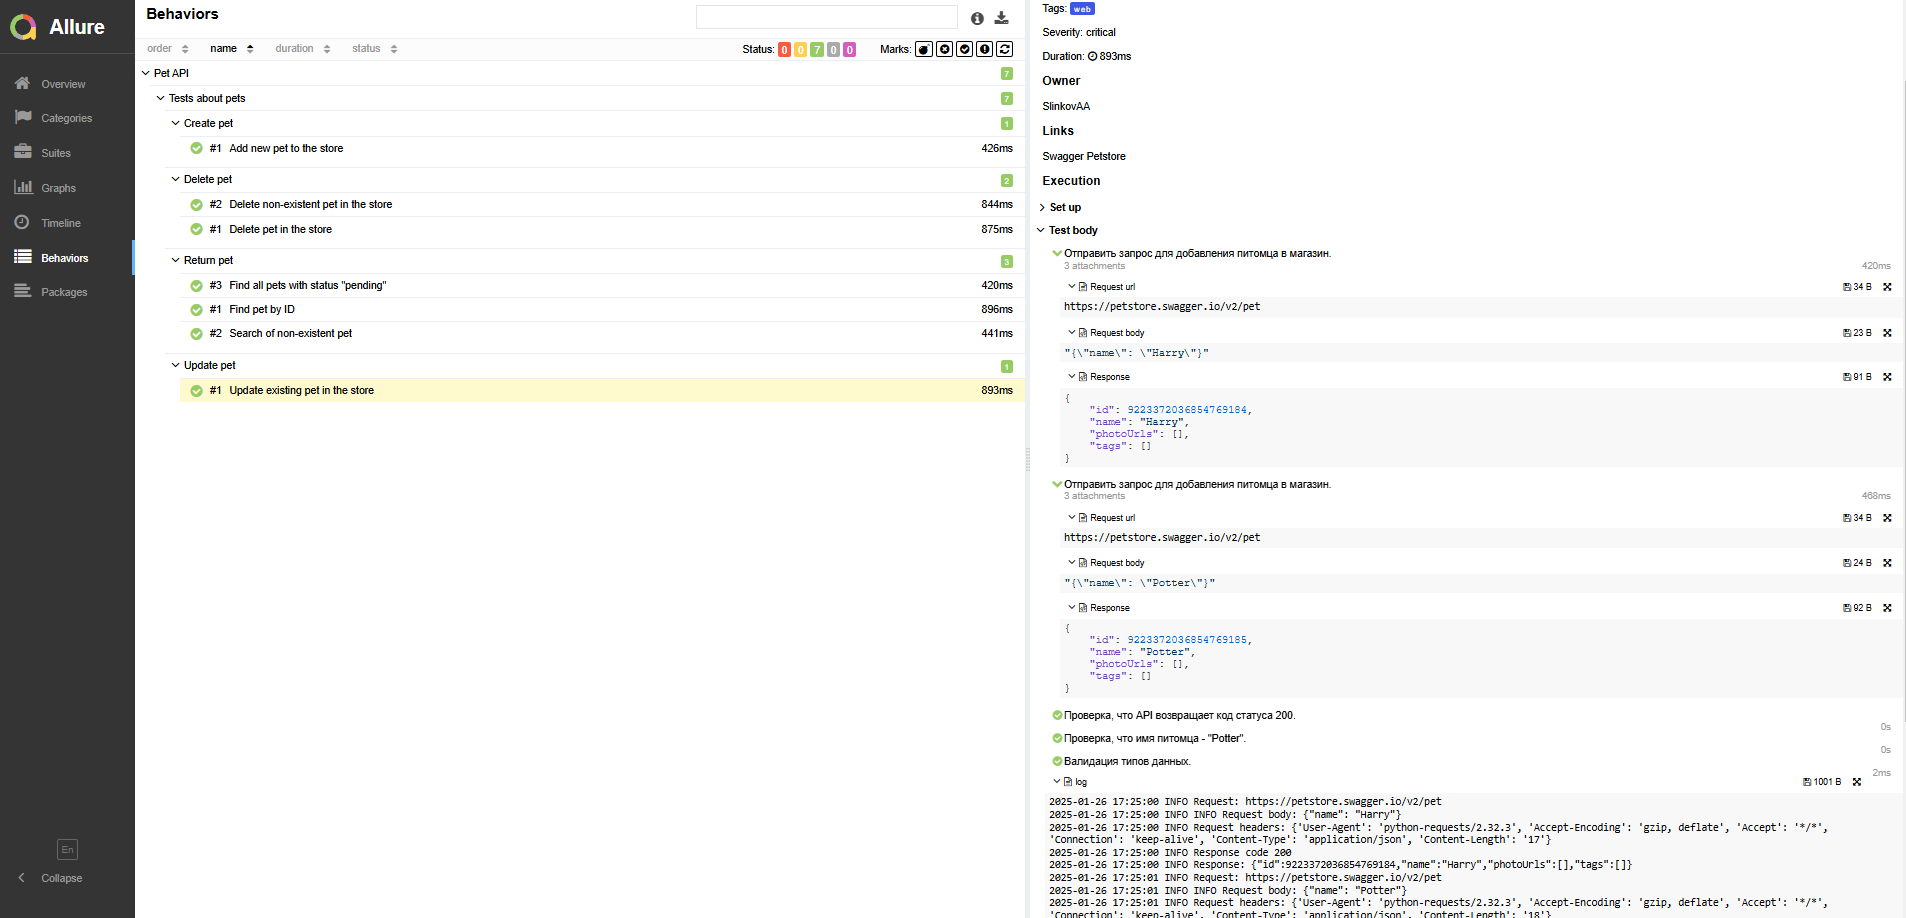 Allure
Overview
Categories
Suites
Graphs
Timeline
Behaviors
Packages
En
Collapse
Behaviors
order name duration status Status: 0 0 7 0 0 Marks:
Pet API 7
Tests about pets 7
Create pet 1
#1 Add new pet to the store 426ms
Delete pet 2
#2 Delete non-existent pet in the store 844ms
#1 Delete pet in the store 875ms
Return pet 3
#3 Find all pets with status "pending" 420ms
#1 Find pet by ID 896ms
#2 Search of non-existent pet 441ms
Update pet 1
#1 Update existing pet in the store 893ms
Tags: web
Severity: critical
Duration: 893ms
Owner
SlinkovAA
Links
Swagger Petstore
Execution
Set up
Test body
Отправить запрос для добавления питомца в магазин.
3 attachments 420ms
Request url 34 B
https://petstore.swagger.io/v2/pet
Request body 23 B
"{\"name\": \"Harry\"}"
Response 91 B
{
"id": 9223372036854769184,
"name": "Harry",
"photoUrls": [],
"tags": []
}
Отправить запрос для добавления питомца в магазин.
3 attachments 468ms
Request url 34 B
https://petstore.swagger.io/v2/pet
Request body 24 B
"{\"name\": \"Potter\"}"
Response 92 B
{
"id": 9223372036854769185,
"name": "Potter",
"photoUrls": [],
"tags": []
}
Проверка, что API возвращает код статуса 200.
0s
Проверка, что имя питомца - "Potter".
0s
Валидация типов данных.
2ms
log 1001 B
2025-01-26 17:25:00 INFO Request: https://petstore.swagger.io/v2/pet
2025-01-26 17:25:00 INFO INFO Request body: {"name": "Harry"}
2025-01-26 17:25:00 INFO Request headers: {'User-Agent': 'python-requests/2.32.3', 'Accept-Encoding': 'gzip, deflate', 'Accept': '*/*',
'Connection': 'keep-alive', 'Content-Type': 'application/json', 'Content-Length': '17'}
2025-01-26 17:25:00 INFO Response code 200
2025-01-26 17:25:00 INFO Response: {"id":9223372036854769184,"name":"Harry","photoUrls":[],"tags":[]}
2025-01-26 17:25:01 INFO Request: https://petstore.swagger.io/v2/pet
2025-01-26 17:25:01 INFO INFO Request body: {"name": "Potter"}
2025-01-26 17:25:01 INFO Request headers: {'User-Agent': 'python-requests/2.32.3', 'Accept-Encoding': 'gzip, deflate', 'Accept': '*/*',
'Connection': 'keep-alive', 'Content-Type': 'application/json', 'Content-Length': '18'}